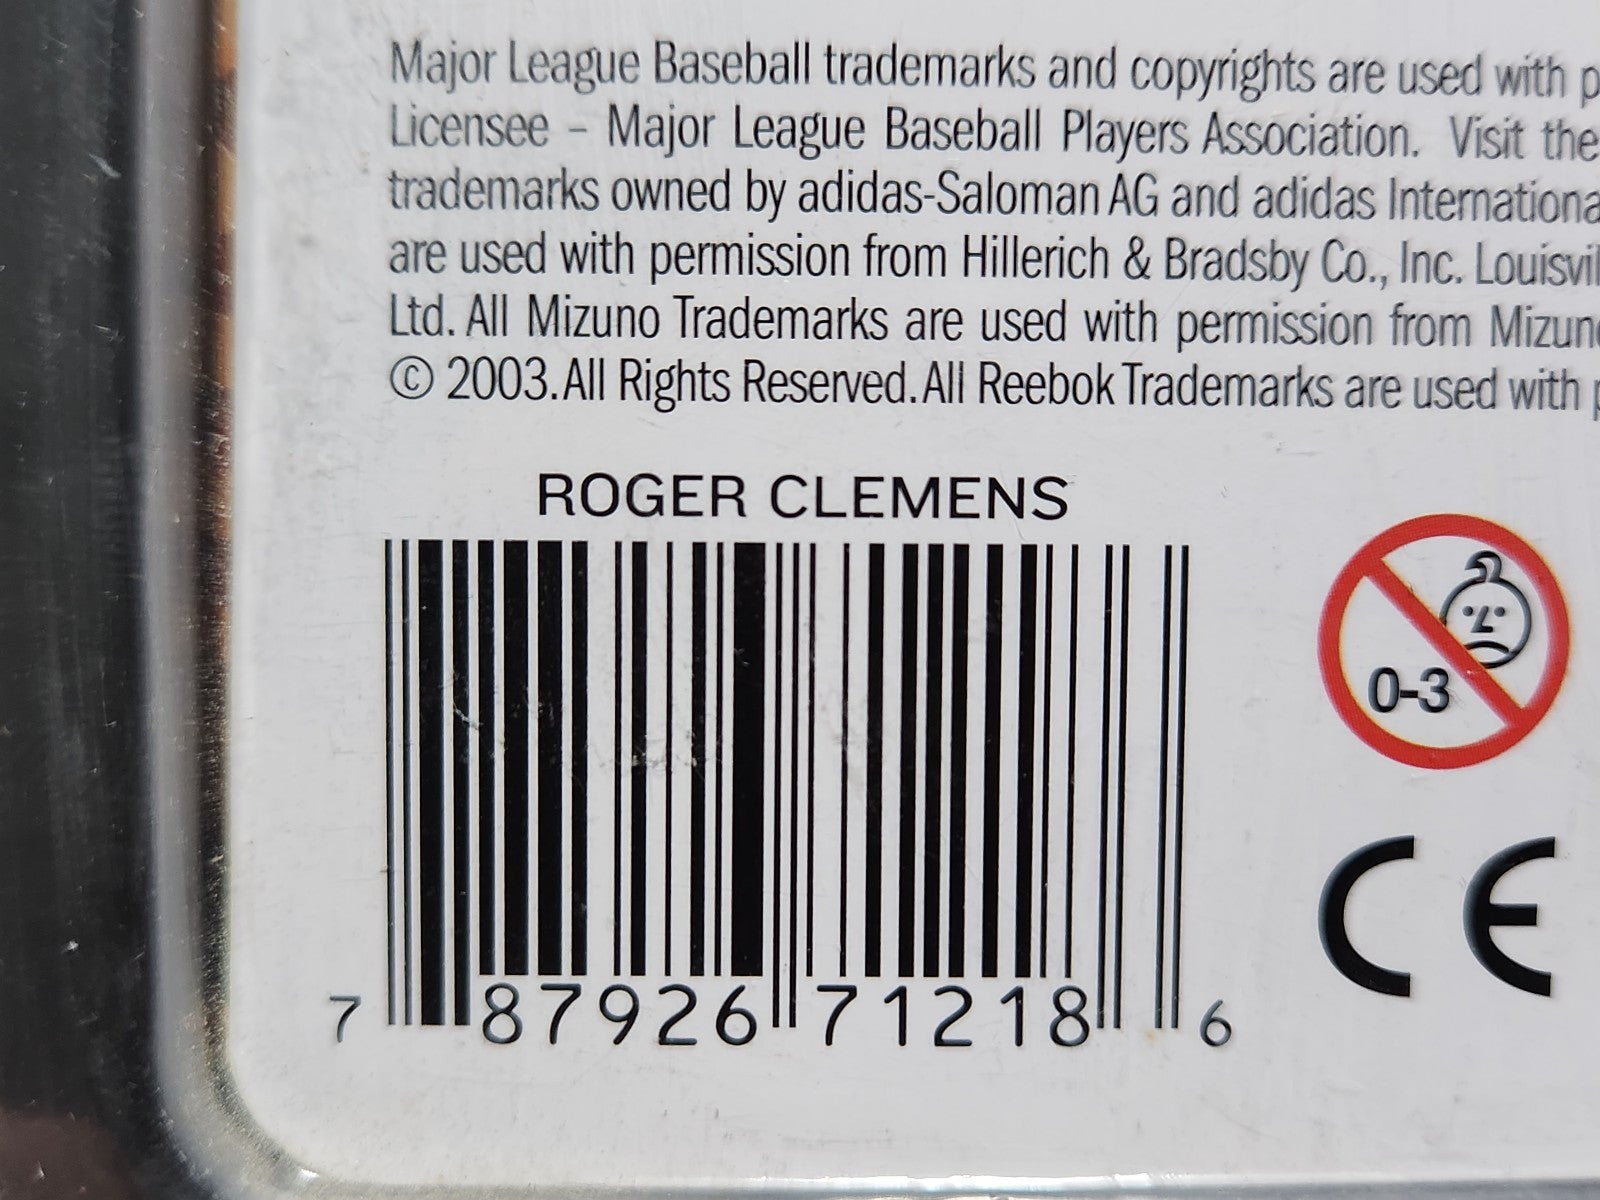 Major League Baseball trademarks and copyrights are used with p
Licensee – Major League Baseball Players Association. Visit the
trademarks owned by adidas-Saloman AG and adidas Internationa
are used with permission from Hillerich & Bradsby Co., Inc. Louisvil
Ltd. All Mizuno Trademarks are used with permission from Mizuno
© 2003. All Rights Reserved. All Reebok Trademarks are used with p
ROGER CLEMENS
0-3
CE
7 87926 71218 6